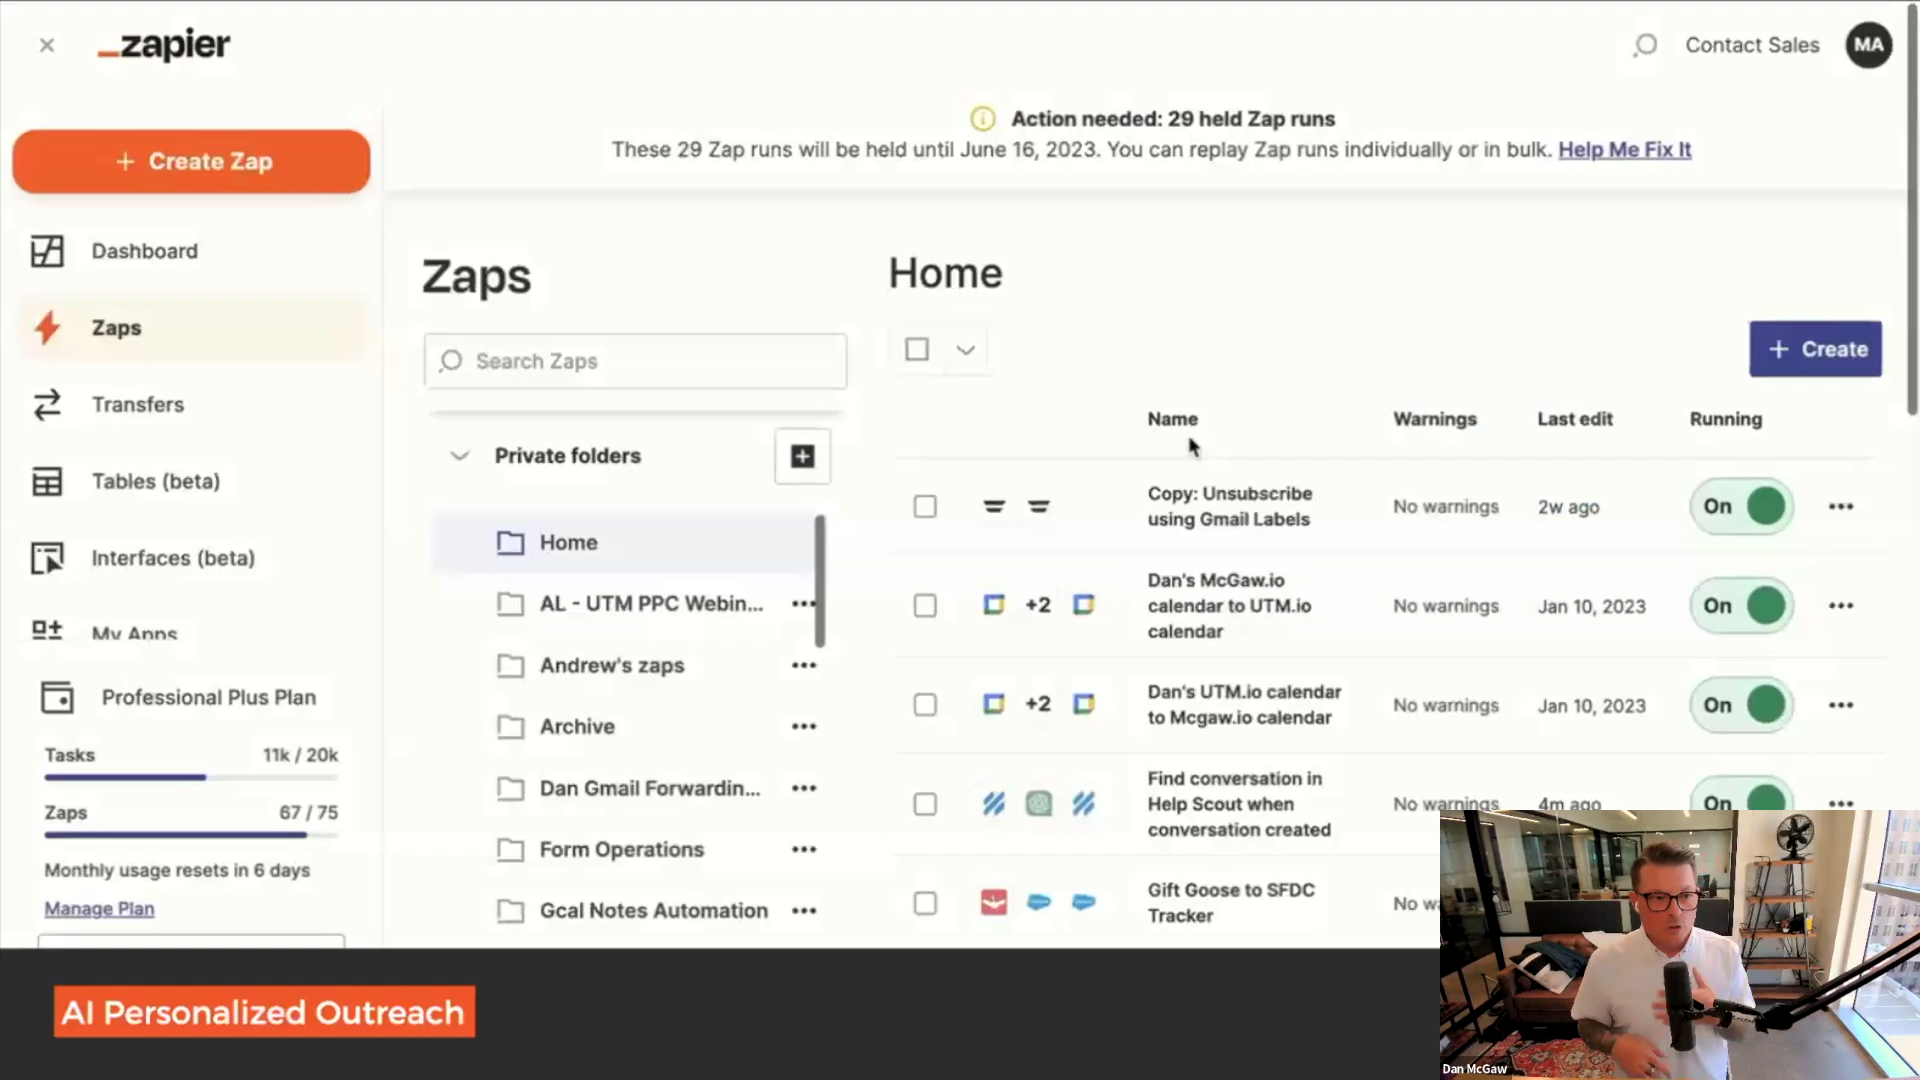 zapier
Contact Sales
MA
Action needed: 29 held Zap runs
These 29 Zap runs will be held until June 16, 2023. You can replay Zap runs individually or in bulk. Help Me Fix It
+ Create Zap
Dashboard
Zaps
Transfers
Tables (beta)
Interfaces (beta)
My Apps
Professional Plus Plan
Tasks 11k / 20k
Zaps 67 / 75
Monthly usage resets in 6 days
Manage Plan
Zaps
Search Zaps
Private folders
Home
AL - UTM PPC Webin...
Andrew's zaps
Archive
Dan Gmail Forwardin...
Form Operations
Gcal Notes Automation
Home
+ Create
Name Warnings Last edit Running
Copy: Unsubscribe
using Gmail Labels
No warnings 2w ago On
+2
Dan's McGaw.io
calendar to UTM.io
calendar
No warnings Jan 10, 2023 On
+2
Dan's UTM.io calendar
to Mcgaw.io calendar
No warnings Jan 10, 2023 On
Find conversation in
Help Scout when
conversation created
No warnings 4m ago On
Gift Goose to SFDC
Tracker
No
AI Personalized Outreach
Dan McGaw